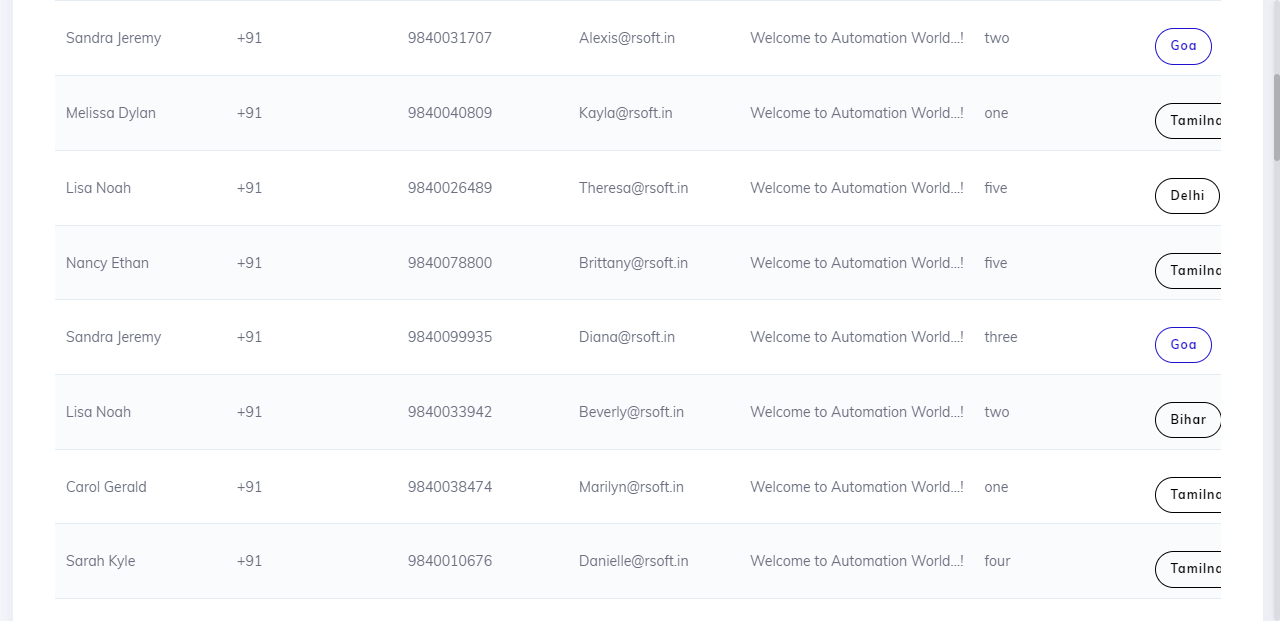 Sandra Jeremy +91 9840031707 Alexis@rsoft.in Welcome to Automation World...! two Goa
Melissa Dylan +91 9840040809 Kayla@rsoft.in Welcome to Automation World...! one
Lisa Noah +91 9840026489 Theresa@rsoft.in Welcome to Automation World...! five Delhi
Nancy Ethan +91 9840078800 Brittany@rsoft.in Welcome to Automation World...! five
Sandra Jeremy +91 9840099935 Diana@rsoft.in Welcome to Automation World...! three Goa
Lisa Noah +91 9840033942 Beverly@rsoft.in Welcome to Automation World...! two Bihar
Carol Gerald +91 9840038474 Marilyn@rsoft.in Welcome to Automation World...! one
Sarah Kyle +91 9840010676 Danielle@rsoft.in Welcome to Automation World...! four